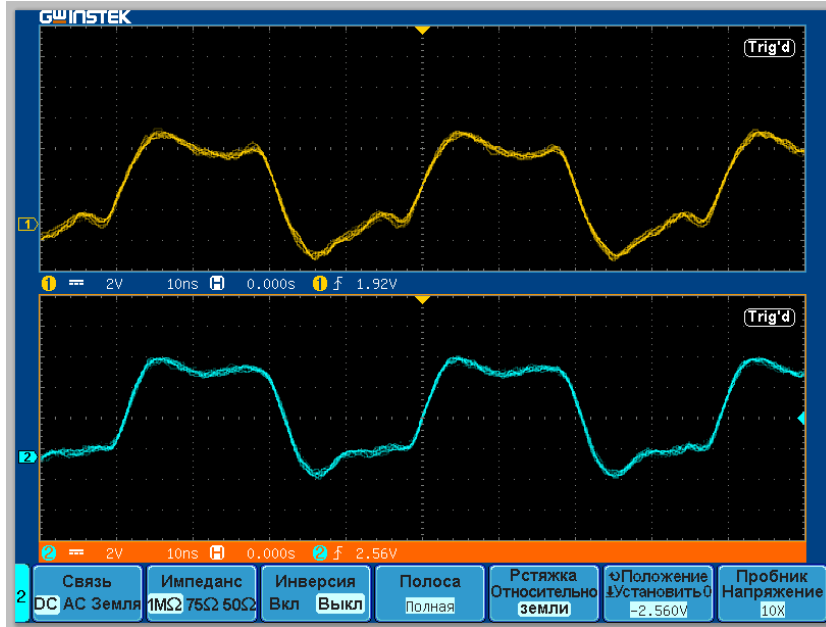 GWINSTEK
Trig'd
1
1 2V 10ns H 0.000s 1 1.92V
Trig'd
2
2 2V 10ns H 0.000s 2 2.56V
2
Связь
DC AC Земля
Импеданс
1MΩ 75Ω 50Ω
Инверсия
Вкл Выкл
Полоса
Полная
Рстяжка
Относительно
земли
Положение
Установить0
-2.560V
Пробник
Напряжение
10X